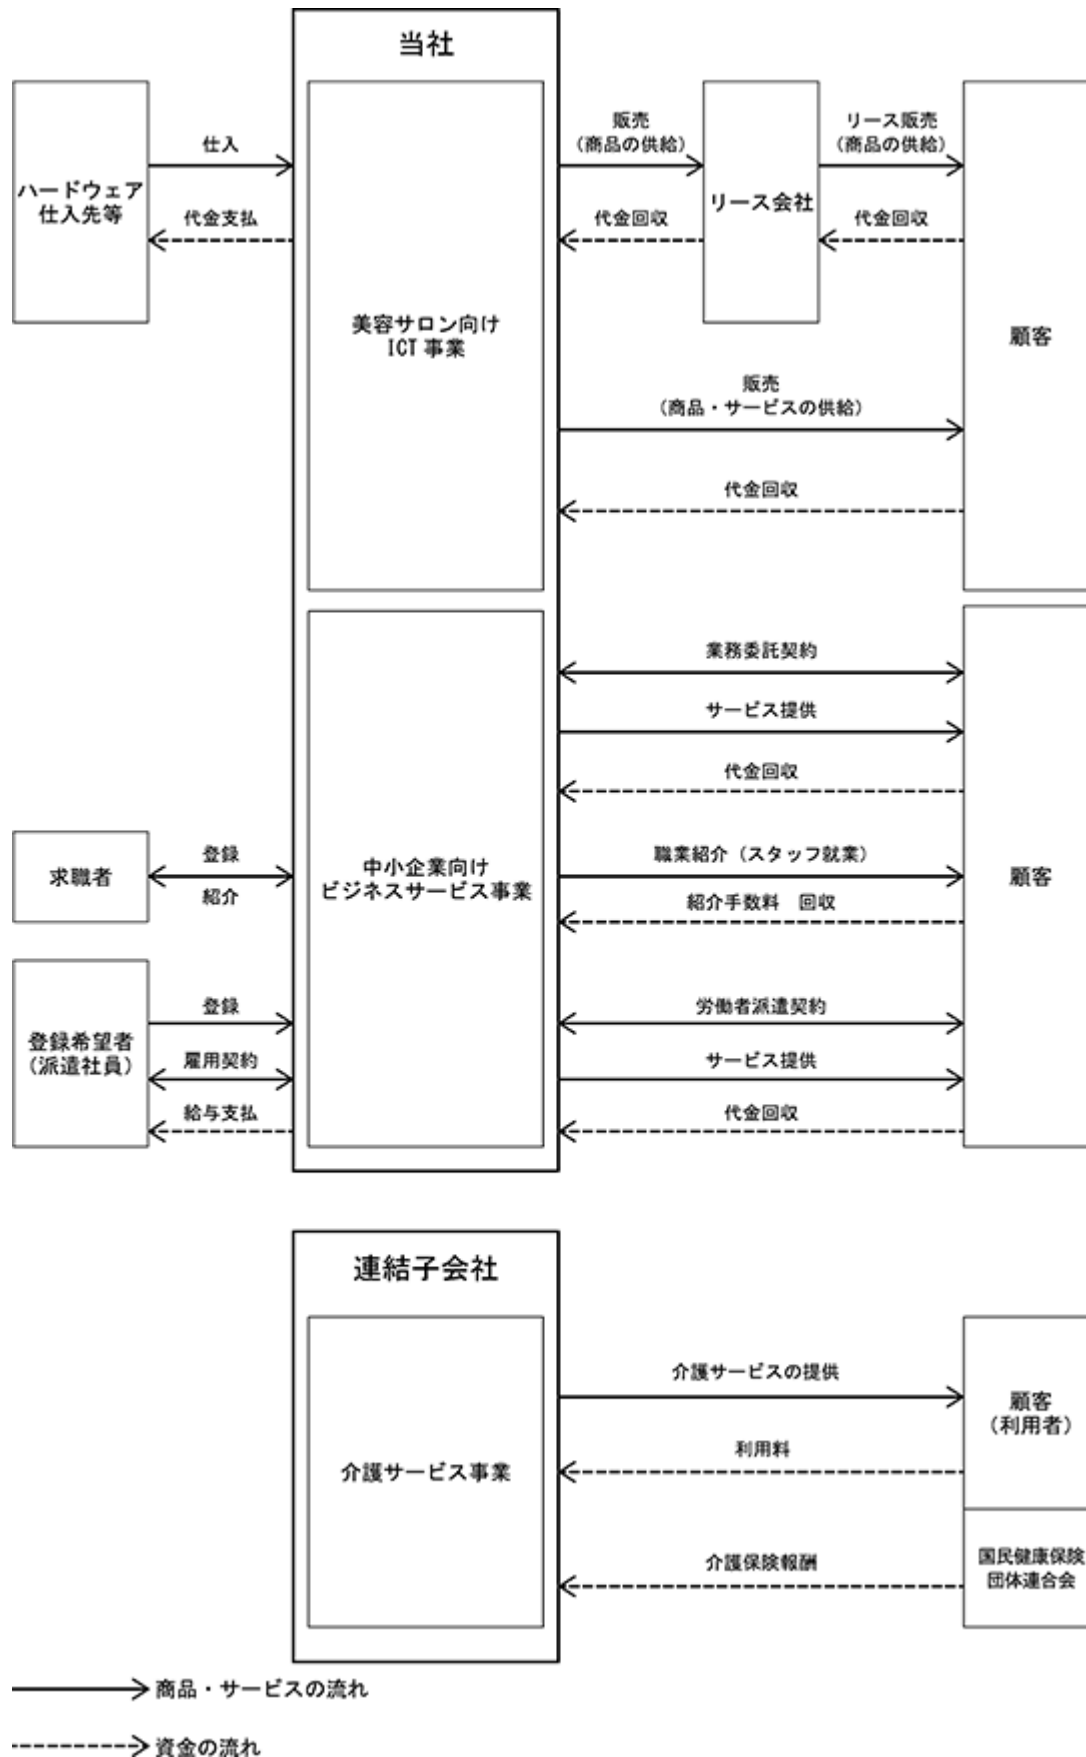 当社
ハードウェア
仕入先等
仕入
代金支払
美容サロン向け
ICT事業
販売
(商品の供給)
代金回収
リース会社
リース販売
(商品の供給)
代金回収
販売
(商品・サービスの供給)
代金回収
顧客
中小企業向け
ビジネスサービス事業
業務委託契約
サービス提供
代金回収
求職者
登録
紹介
職業紹介(スタッフ就業)
紹介手数料 回収
顧客
登録希望者
(派遣社員)
登録
雇用契約
給与支払
労働者派遣契約
サービス提供
代金回収
連結子会社
介護サービス事業
介護サービスの提供
利用料
顧客
(利用者)
介護保険報酬
国民健康保険
団体連合会
商品・サービスの流れ
資金の流れ